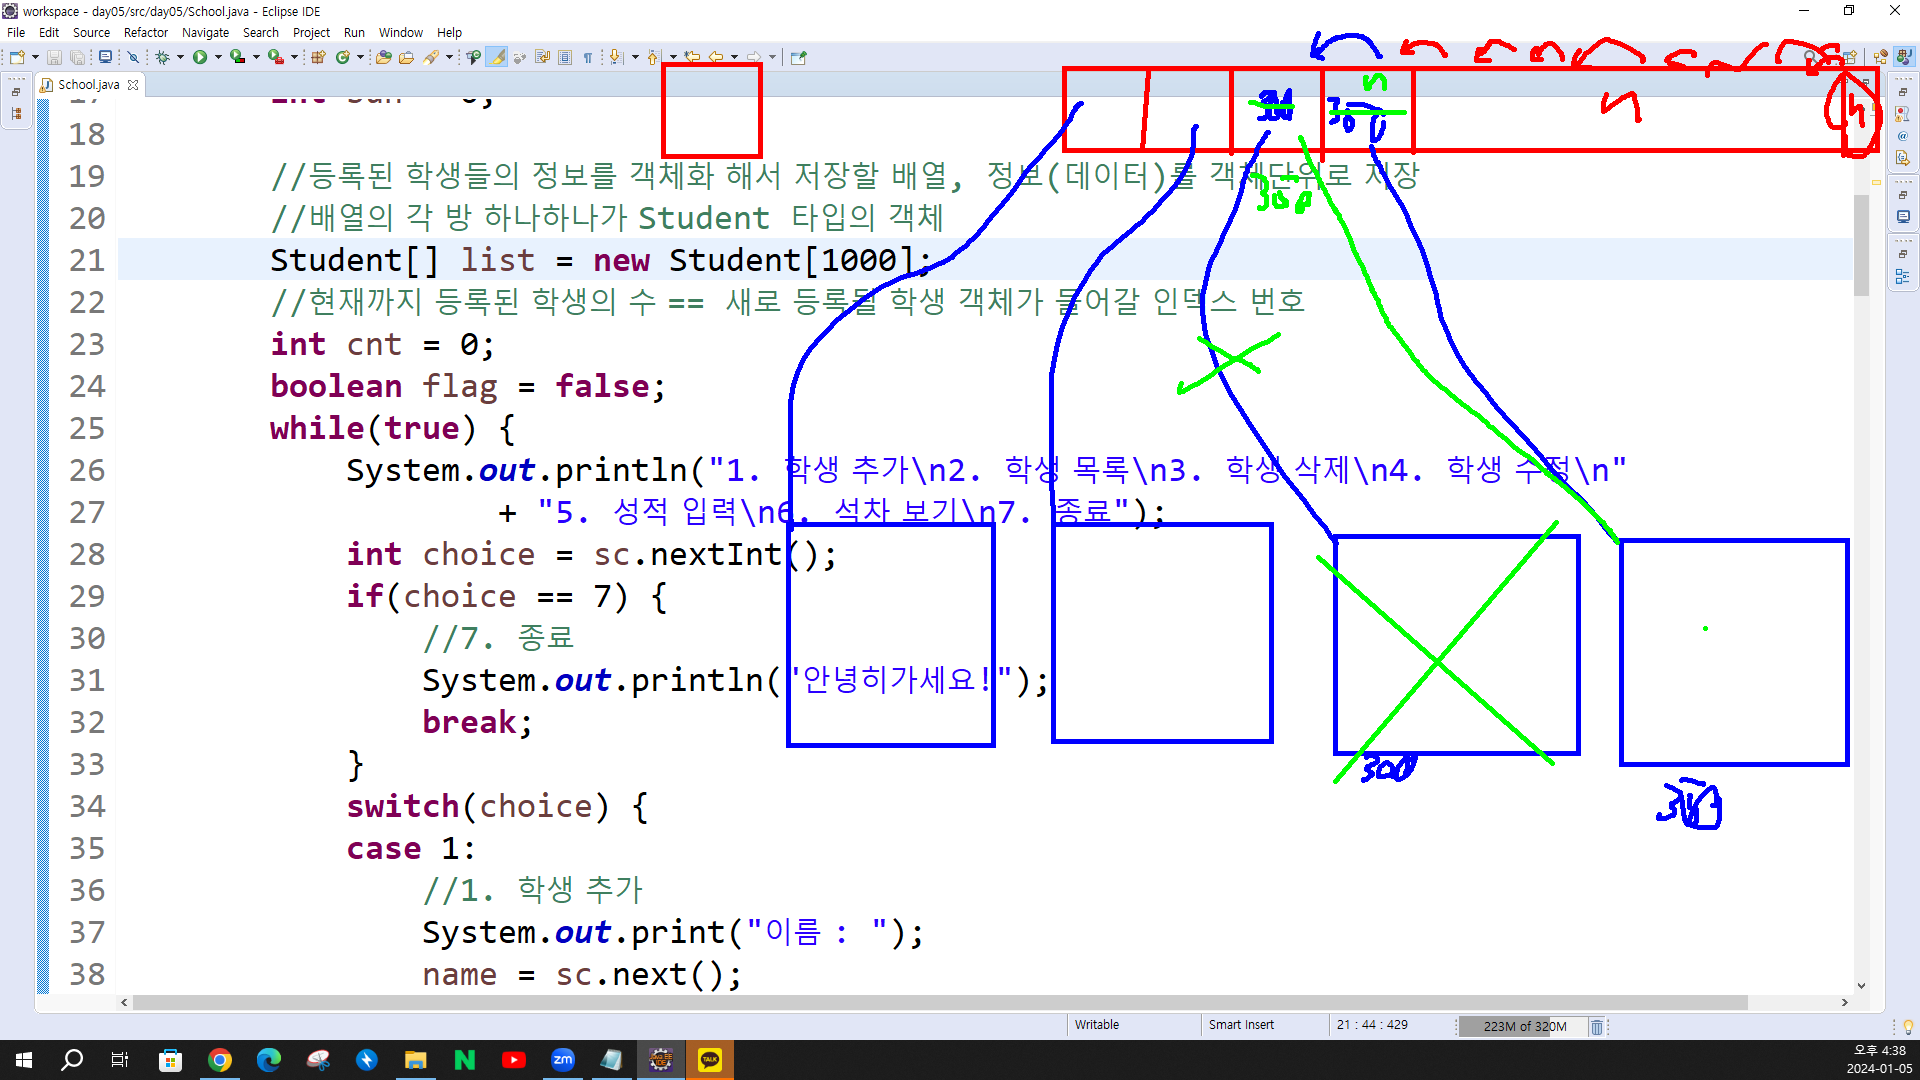 workspace - day05/src/day05/School.java - Eclipse IDE
File Edit Source Refactor Navigate Search Project Run Window Help
School.java
18
19 //등록된 학생들의 정보를 객체화 해서 저장할 배열, 정보(데이터)를 객체단위로 저장
20 //배열의 각 방 하나하나가 Student 타입의 객체
21 Student[] list = new Student[1000];
22 //현재까지 등록된 학생의 수 == 새로 등록될 학생 객체가 들어갈 인덱스 번호
23 int cnt = 0;
24 boolean flag = false;
25 while(true) {
26 System.out.println("1. 학생 추가\n2. 학생 목록\n3. 학생 삭제\n4. 학생 수정\n"
27 + "5. 성적 입력\n6. 석차 보기\n7. 종료");
28 int choice = sc.nextInt();
29 if(choice == 7) {
30 //7. 종료
31 System.out.println("안녕히가세요!");
32 break;
33 }
34 switch(choice) {
35 case 1:
36 //1. 학생 추가
37 System.out.print("이름 : ");
38 name = sc.next();
300
Writable Smart Insert 21 : 44 : 429 223M of 320M
오후 4:38
2024-01-05